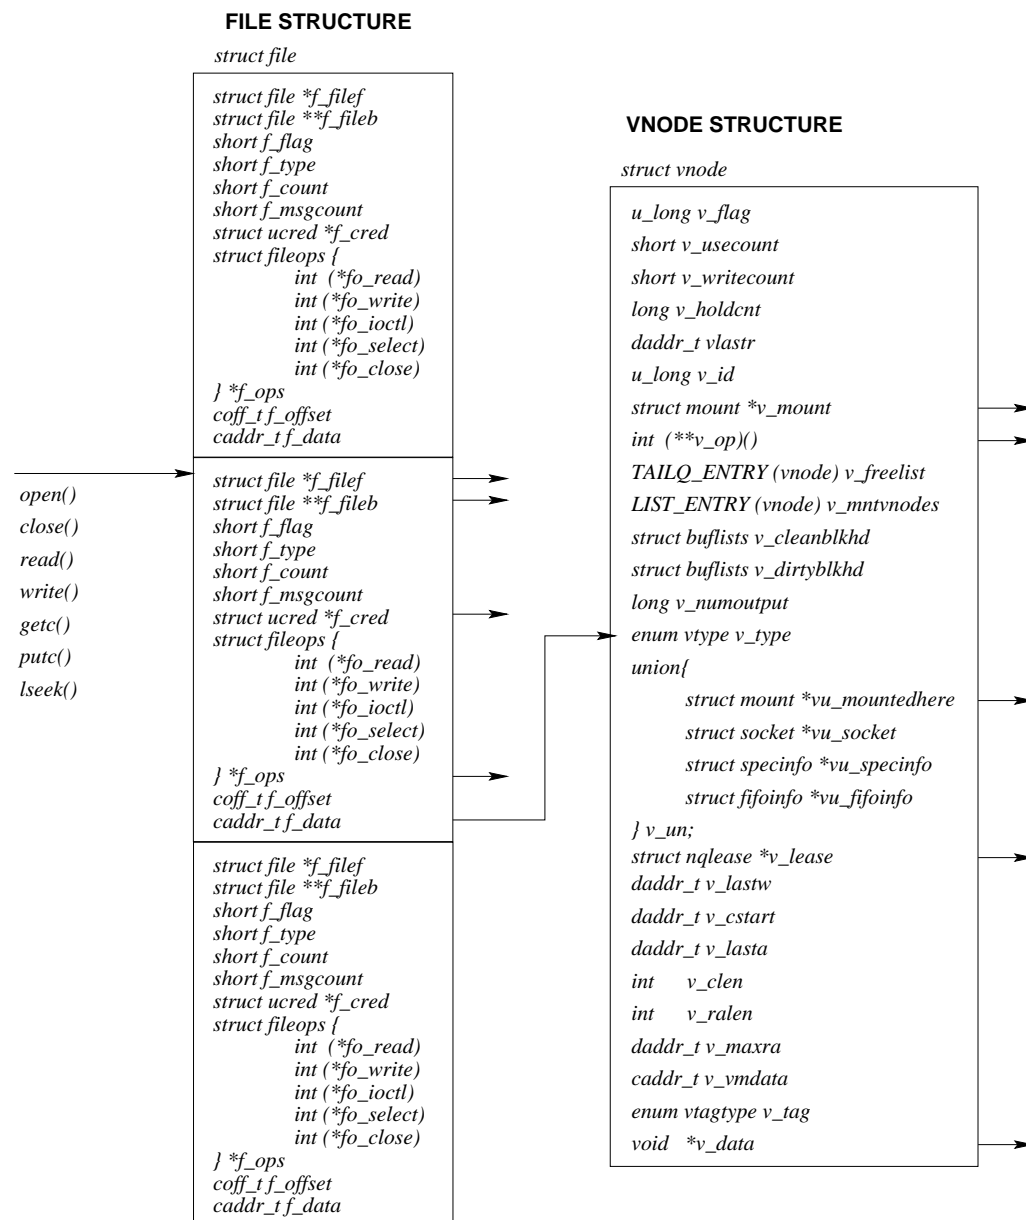 FILE STRUCTURE
struct file
struct file *f_filef
struct file **f_fileb
short f_flag
short f_type
short f_count
short f_msgcount
struct ucred *f_cred
struct fileops {
int (*fo_read)
int (*fo_write)
int (*fo_ioctl)
int (*fo_select)
int (*fo_close)
} *f_ops
coff_t f_offset
caddr_t f_data
open()
close()
read()
write()
getc()
putc()
lseek()
struct file *f_filef
struct file **f_fileb
short f_flag
short f_type
short f_count
short f_msgcount
struct ucred *f_cred
struct fileops {
int (*fo_read)
int (*fo_write)
int (*fo_ioctl)
int (*fo_select)
int (*fo_close)
} *f_ops
coff_t f_offset
caddr_t f_data
struct file *f_filef
struct file **f_fileb
short f_flag
short f_type
short f_count
short f_msgcount
struct ucred *f_cred
struct fileops {
int (*fo_read)
int (*fo_write)
int (*fo_ioctl)
int (*fo_select)
int (*fo_close)
} *f_ops
coff_t f_offset
caddr_t f_data
VNODE STRUCTURE
struct vnode
u_long v_flag
short v_usecount
short v_writecount
long v_holdcnt
daddr_t vlastr
u_long v_id
struct mount *v_mount
int (**v_op)()
TAILQ_ENTRY (vnode) v_freelist
LIST_ENTRY (vnode) v_mntvnodes
struct buflists v_cleanblkhd
struct buflists v_dirtyblkhd
long v_numoutput
enum vtype v_type
union{
struct mount *vu_mountedhere
struct socket *vu_socket
struct specinfo *vu_specinfo
struct fifoinfo *vu_fifoinfo
} v_un;
struct nqlease *v_lease
daddr_t v_lastw
daddr_t v_cstart
daddr_t v_lasta
int v_clen
int v_ralen
daddr_t v_maxra
caddr_t v_vmdata
enum vtagtype v_tag
void *v_data